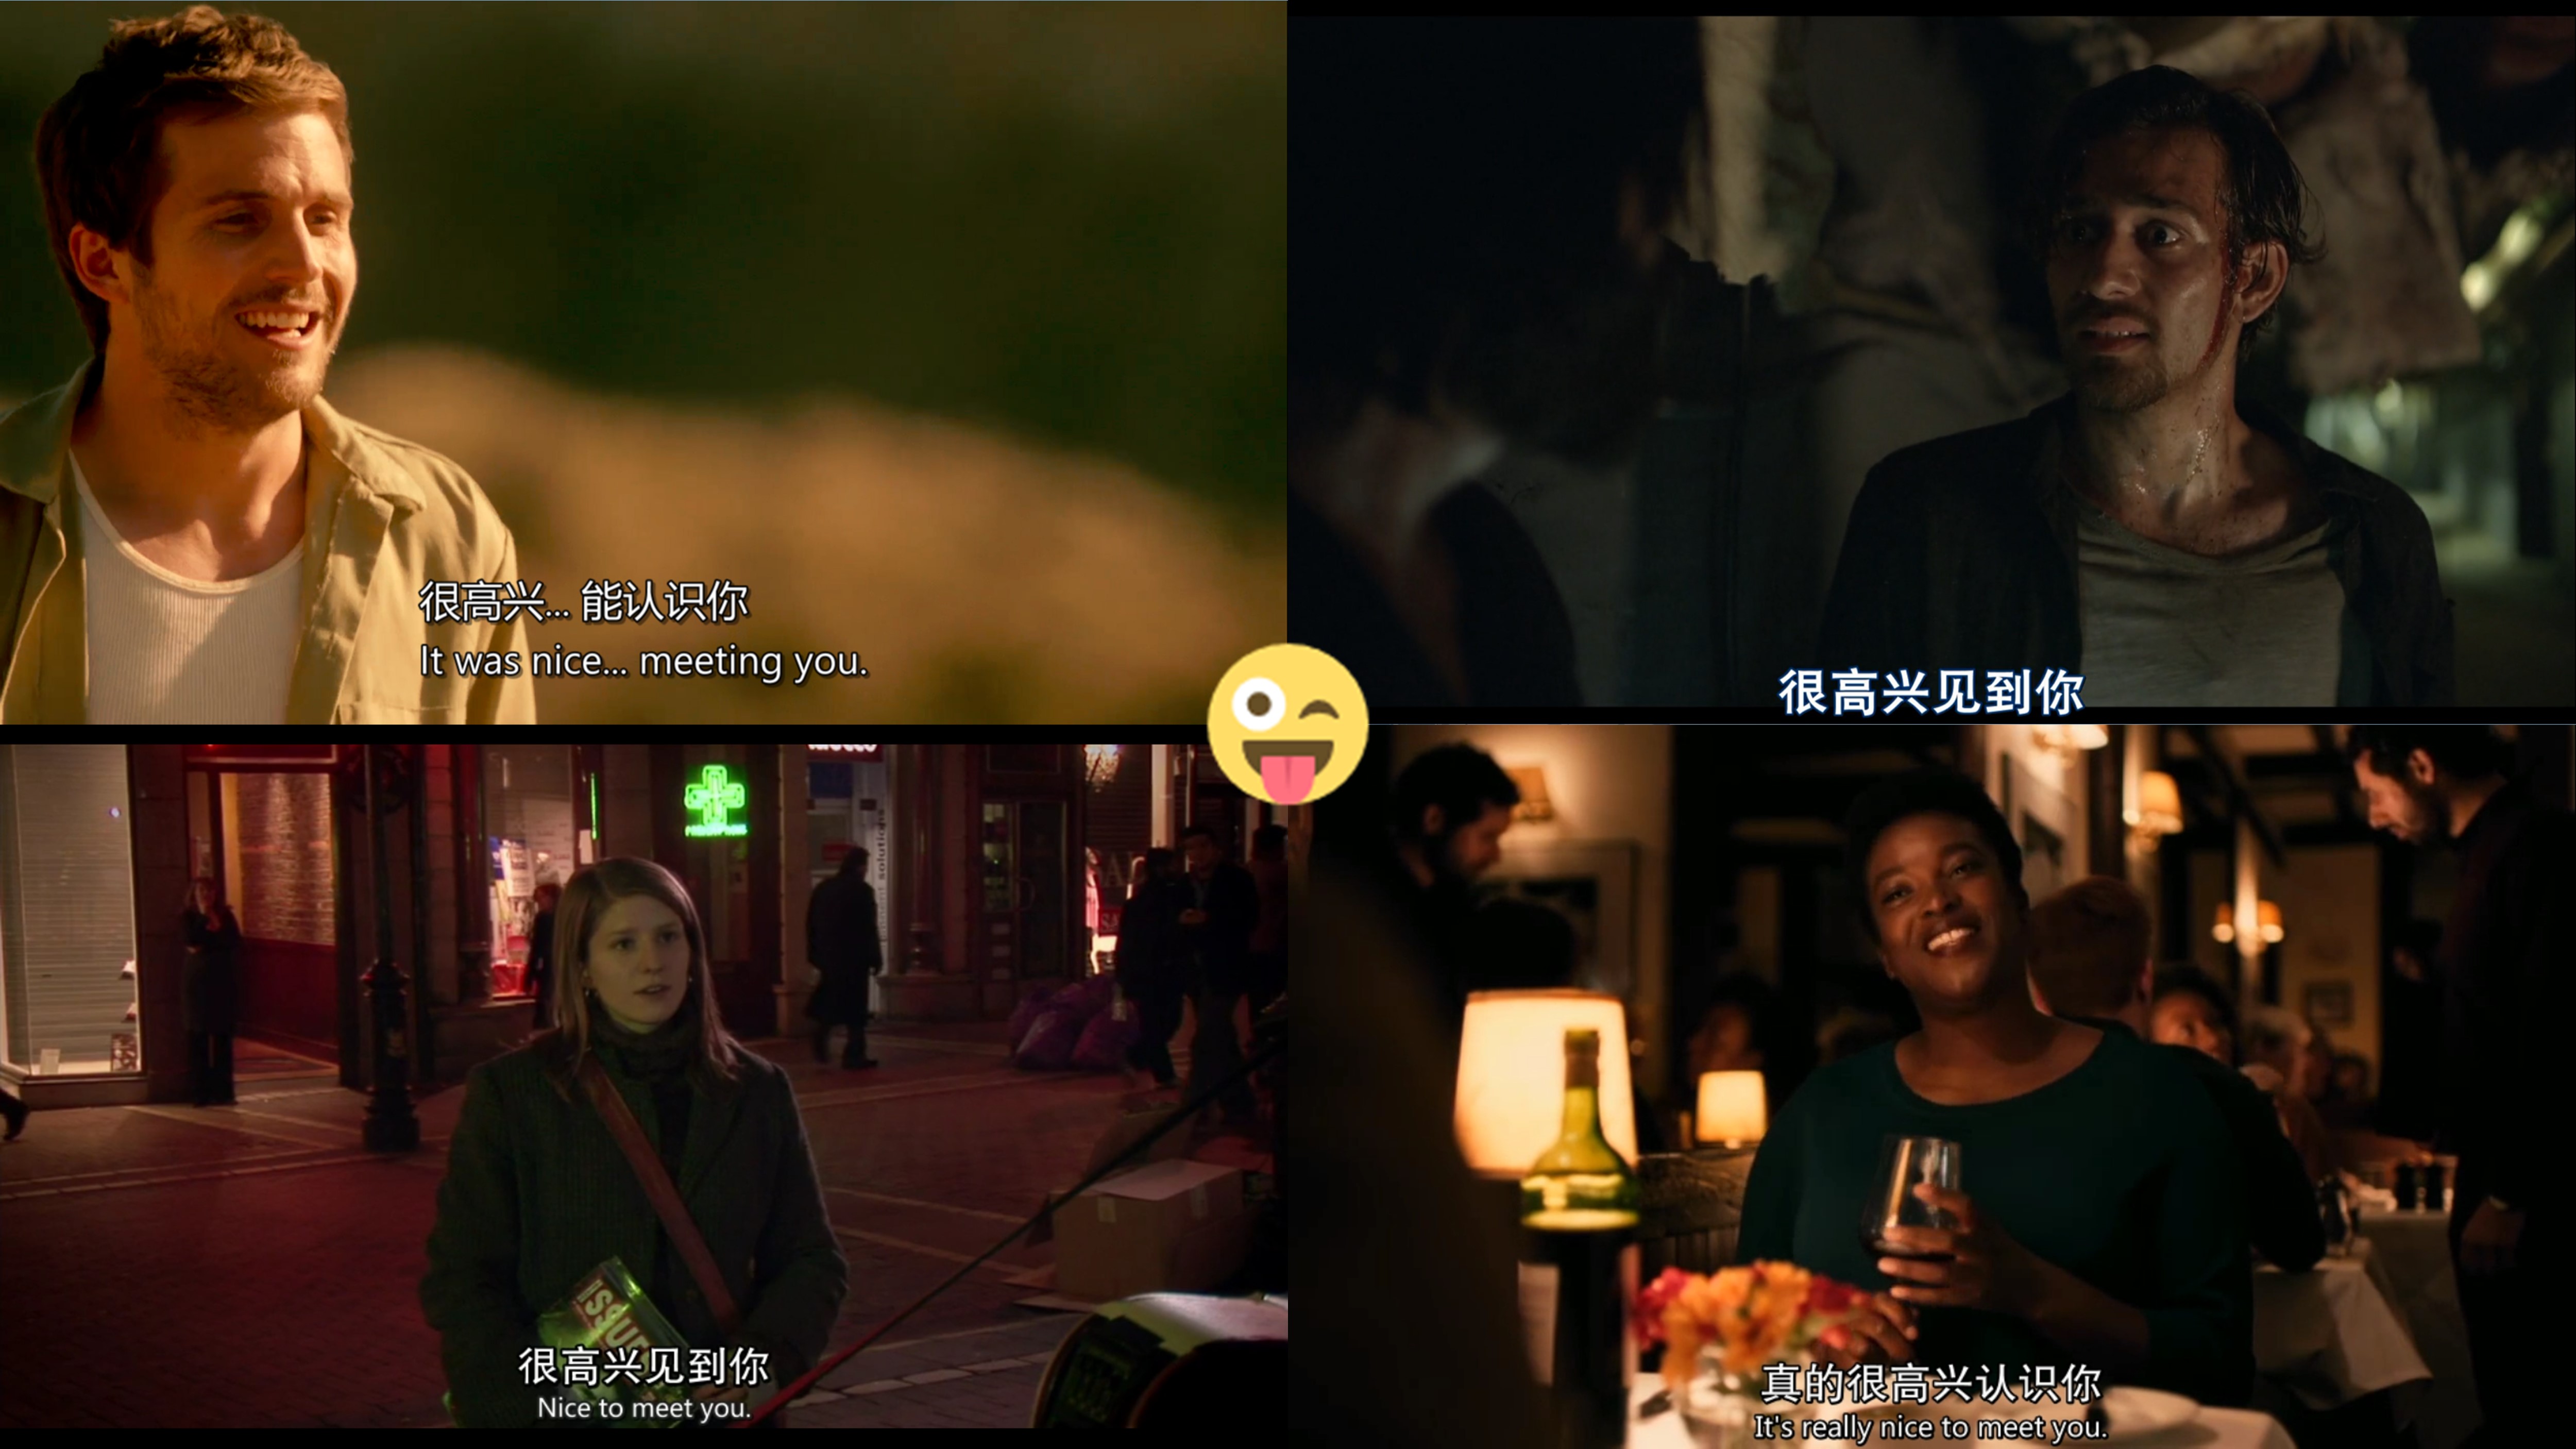 很高兴... 能认识你
It was nice... meeting you.
很高兴见到你
ISSUE
很高兴见到你
Nice to meet you.
真的很高兴认识你
It's really nice to meet you.